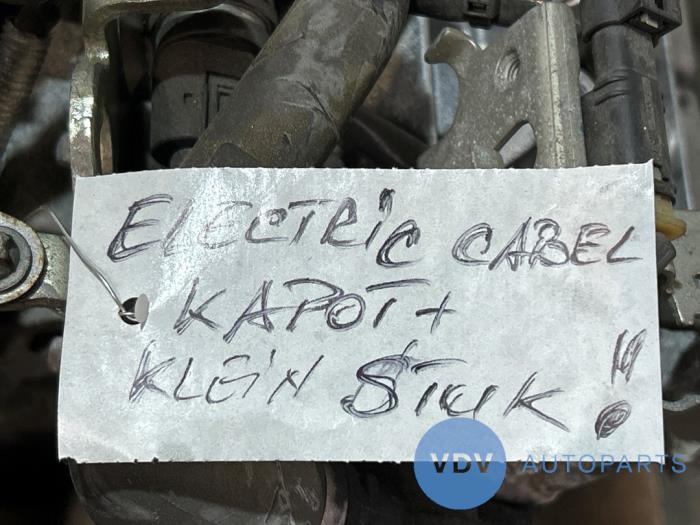 ELECTRiC CABEL
KAPOT+
KLEiN STUK !!
VDV AUTOPARTS